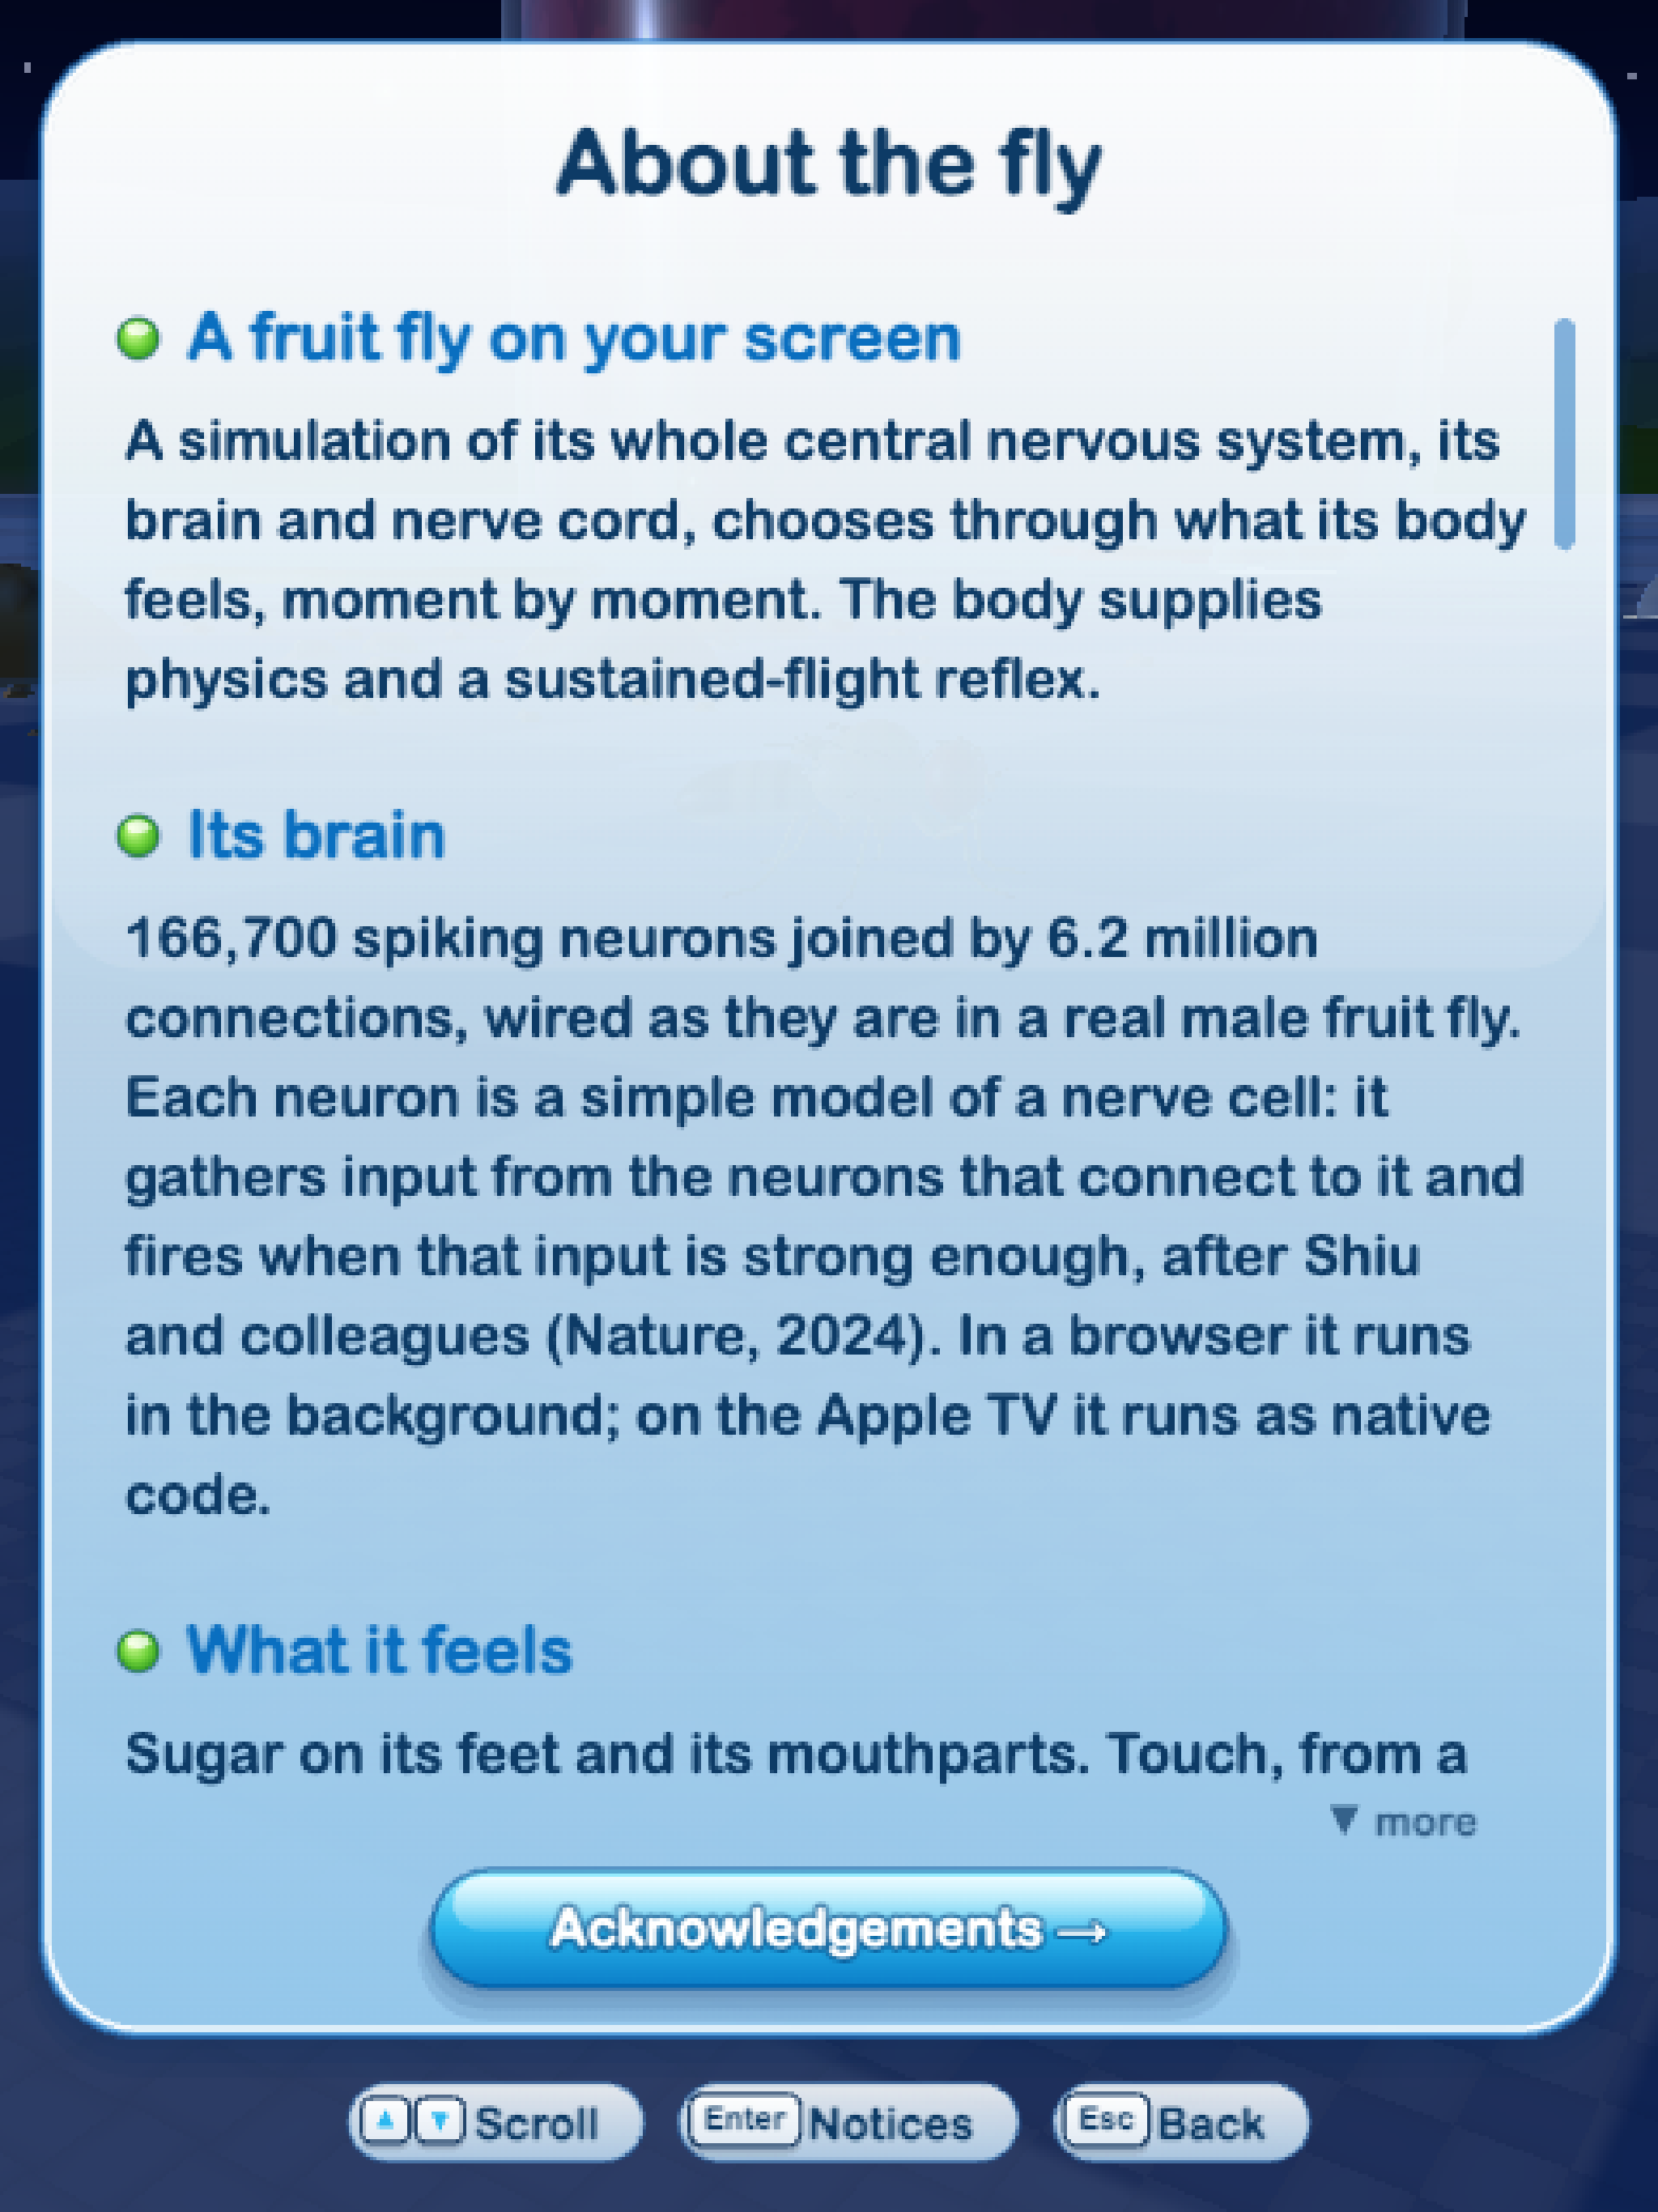 About the fly
A fruit fly on your screen
A simulation of its whole central nervous system, its
brain and nerve cord, chooses through what its body
feels, moment by moment. The body supplies
physics and a sustained-flight reflex.
Its brain
166,700 spiking neurons joined by 6.2 million
connections, wired as they are in a real male fruit fly.
Each neuron is a simple model of a nerve cell: it
gathers input from the neurons that connect to it and
fires when that input is strong enough, after Shiu
and colleagues (Nature, 2024). In a browser it runs
in the background; on the Apple TV it runs as native
code.
What it feels
Sugar on its feet and its mouthparts. Touch, from a
▼ more
Acknowledgements →
▲ ▼ Scroll Enter Notices Esc Back